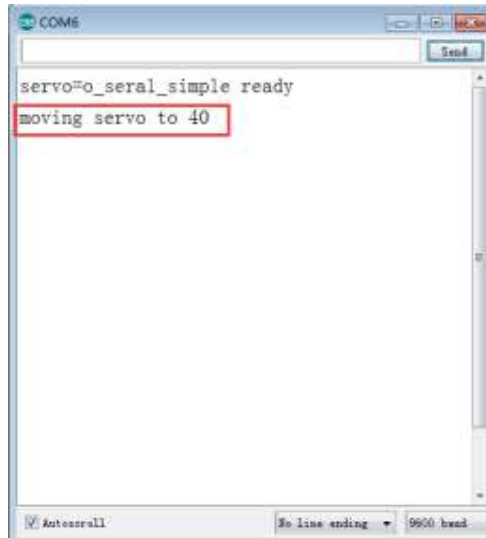 COM6
Send
servo=o_seral_simple ready
moving servo to 40
Autoscroll
No line ending
9600 baud